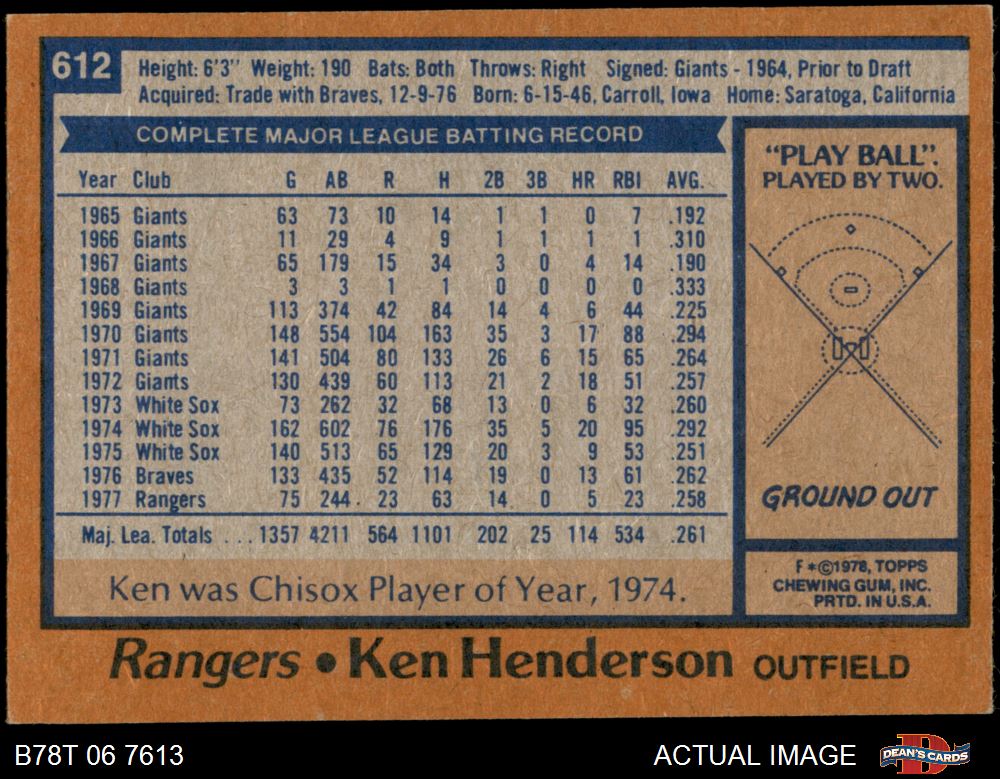 612
Height: 6'3" Weight: 190 Bats: Both Throws: Right Signed: Giants - 1964, Prior to Draft
Acquired: Trade with Braves, 12-9-76 Born: 6-15-46, Carroll, Iowa Home: Saratoga, California
COMPLETE MAJOR LEAGUE BATTING RECORD
Year Club G AB R H 2B 3B HR RBI AVG.
1965 Giants 63 73 10 14 1 1 0 7 .192
1966 Giants 11 29 4 9 1 1 1 1 .310
1967 Giants 65 179 15 34 3 0 4 14 .190
1968 Giants 3 3 1 1 0 0 0 0 .333
1969 Giants 113 374 42 84 14 4 6 44 .225
1970 Giants 148 554 104 163 35 3 17 88 .294
1971 Giants 141 504 80 133 26 6 15 65 .264
1972 Giants 130 439 60 113 21 2 18 51 .257
1973 White Sox 73 262 32 68 13 0 6 32 .260
1974 White Sox 162 602 76 176 35 5 20 95 .292
1975 White Sox 140 513 65 129 20 3 9 53 .251
1976 Braves 133 435 52 114 19 0 13 61 .262
1977 Rangers 75 244 23 63 14 0 5 23 .258
Maj. Lea. Totals ... 1357 4211 564 1101 202 25 114 534 .261
Ken was Chisox Player of Year, 1974.
"PLAY BALL".
PLAYED BY TWO.
GROUND OUT
F *©1978, TOPPS
CHEWING GUM, INC.
PRTD. IN U.S.A.
Rangers • Ken Henderson OUTFIELD
B78T 06 7613
ACTUAL IMAGE
DEAN'S CARDS